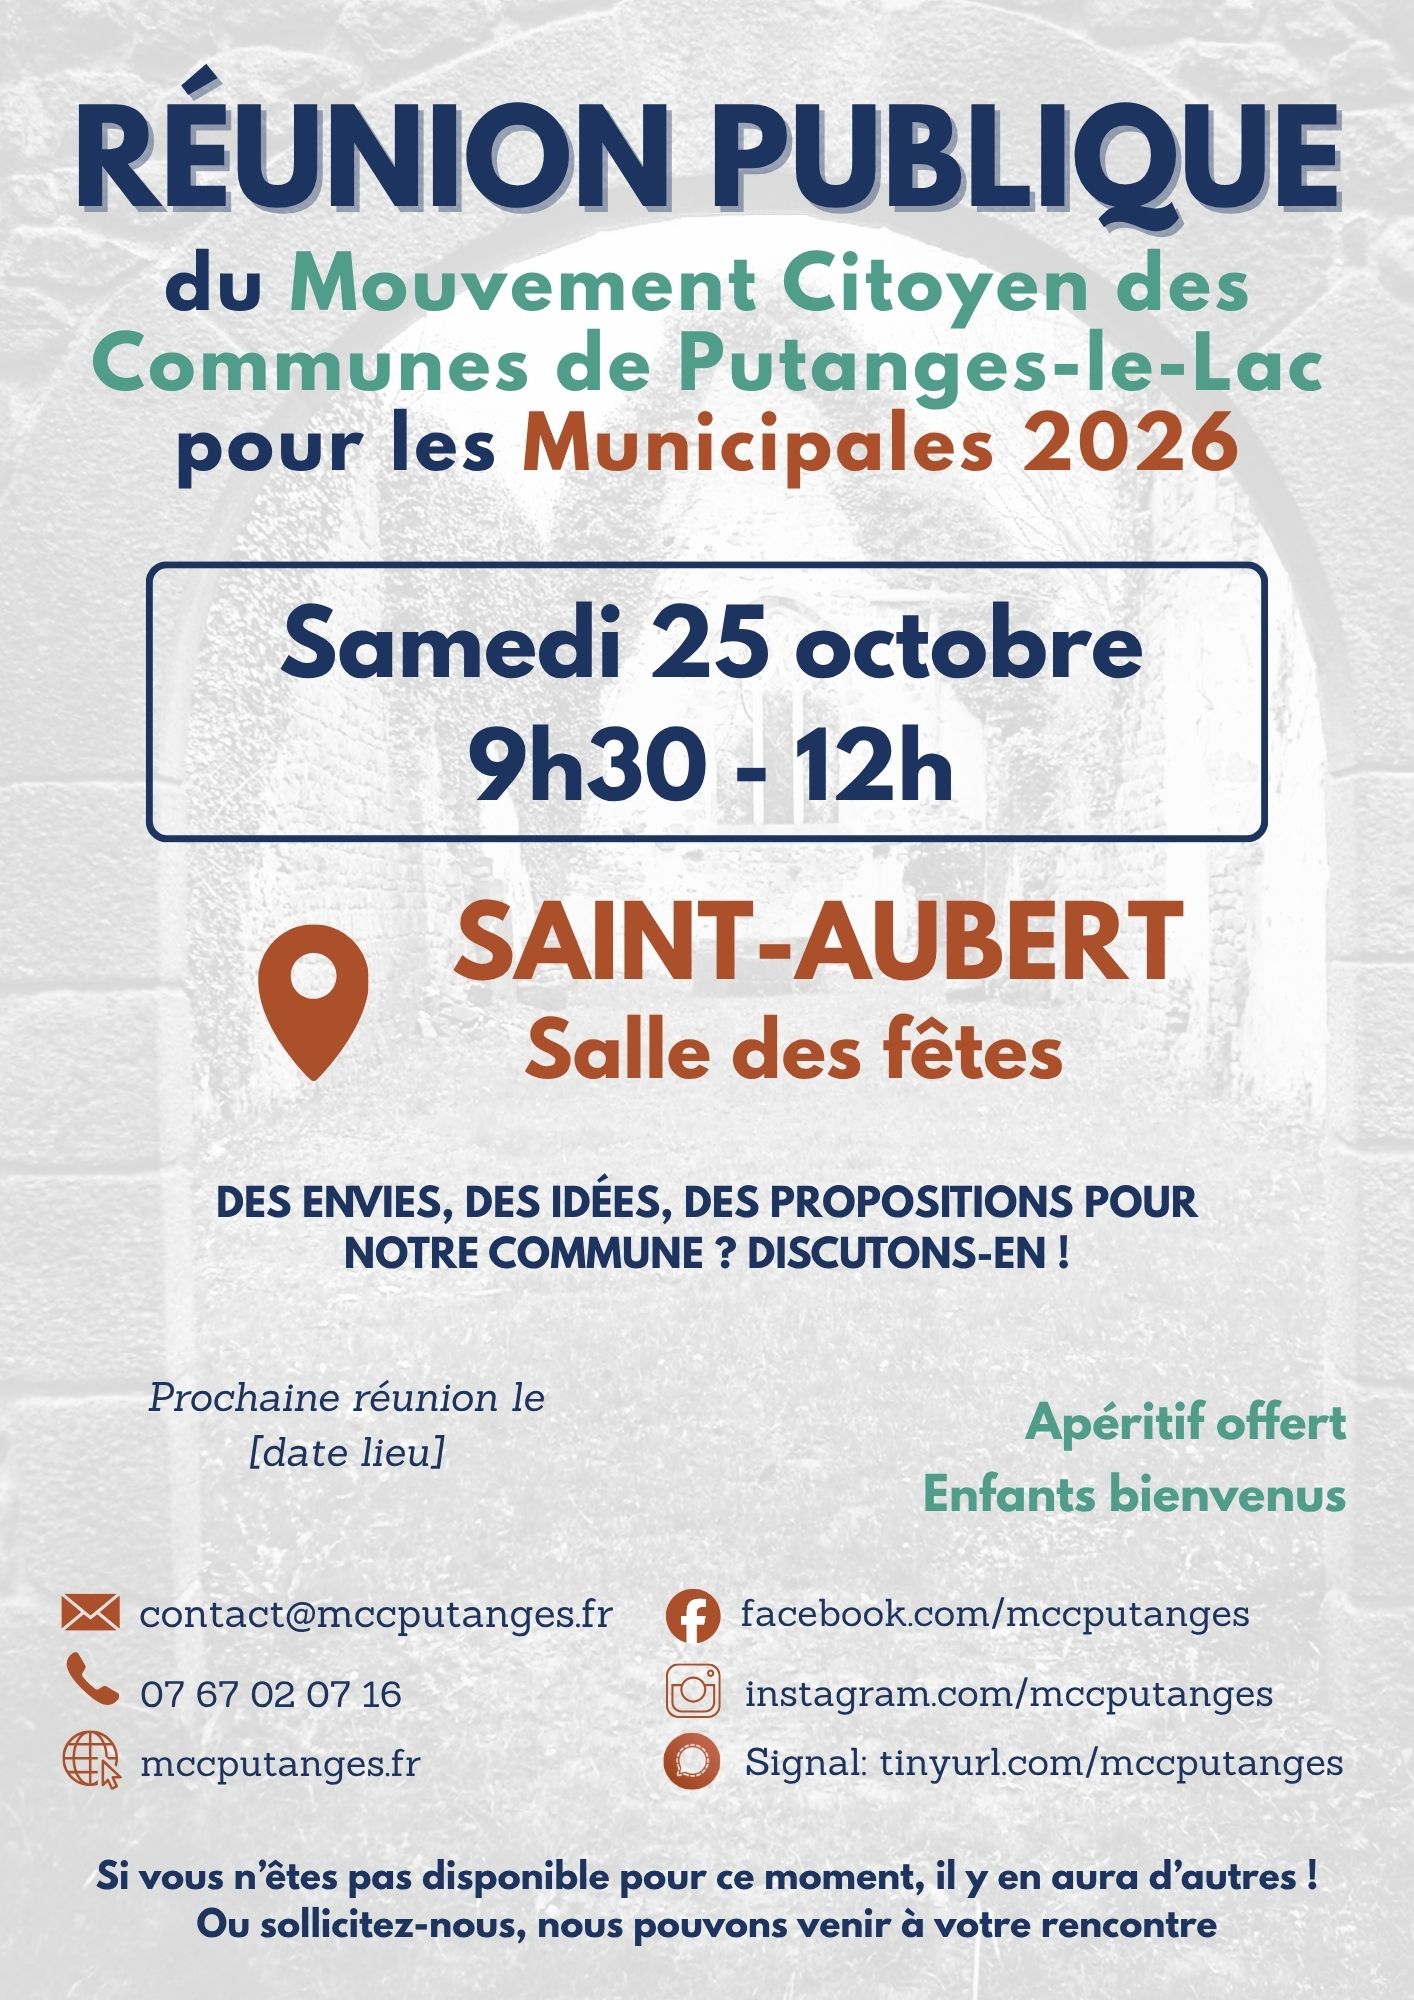 RÉUNION PUBLIQUE
du Mouvement Citoyen des
Communes de Putanges-le-Lac
pour les Municipales 2026
Samedi 25 octobre
9h30 - 12h
SAINT-AUBERT
Salle des fêtes
DES ENVIES, DES IDÉES, DES PROPOSITIONS POUR
NOTRE COMMUNE ? DISCUTONS-EN !
Prochaine réunion le
[date lieu]
Apéritif offert
Enfants bienvenus
contact@mccputanges.fr
07 67 02 07 16
mccputanges.fr
facebook.com/mccputanges
instagram.com/mccputanges
Signal: tinyurl.com/mccputanges
Si vous n’êtes pas disponible pour ce moment, il y en aura d’autres !
Ou sollicitez-nous, nous pouvons venir à votre rencontre